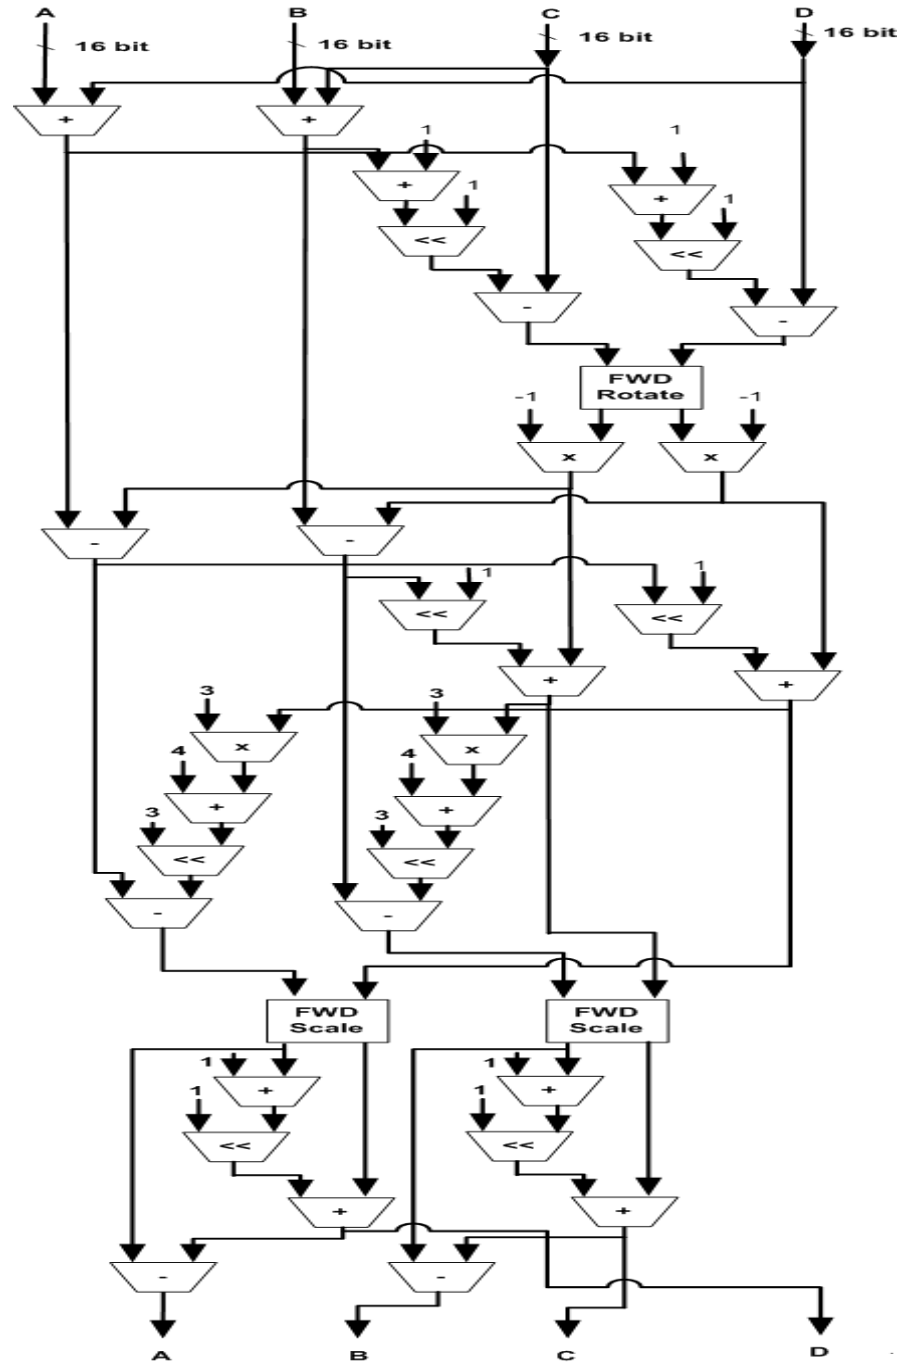 A B C D
16 bit 16 bit 16 bit 16 bit
+ +
1 1
+ +
1 1
<< <<
- -
FWD
Rotate
-1 -1
x x
- -
1 1
<< <<
+ +
3 3
x x
4 4
+ +
3 3
<< <<
- -
FWD FWD
Scale Scale
1 1
+ +
1 1
<< <<
+ +
- -
A B C D